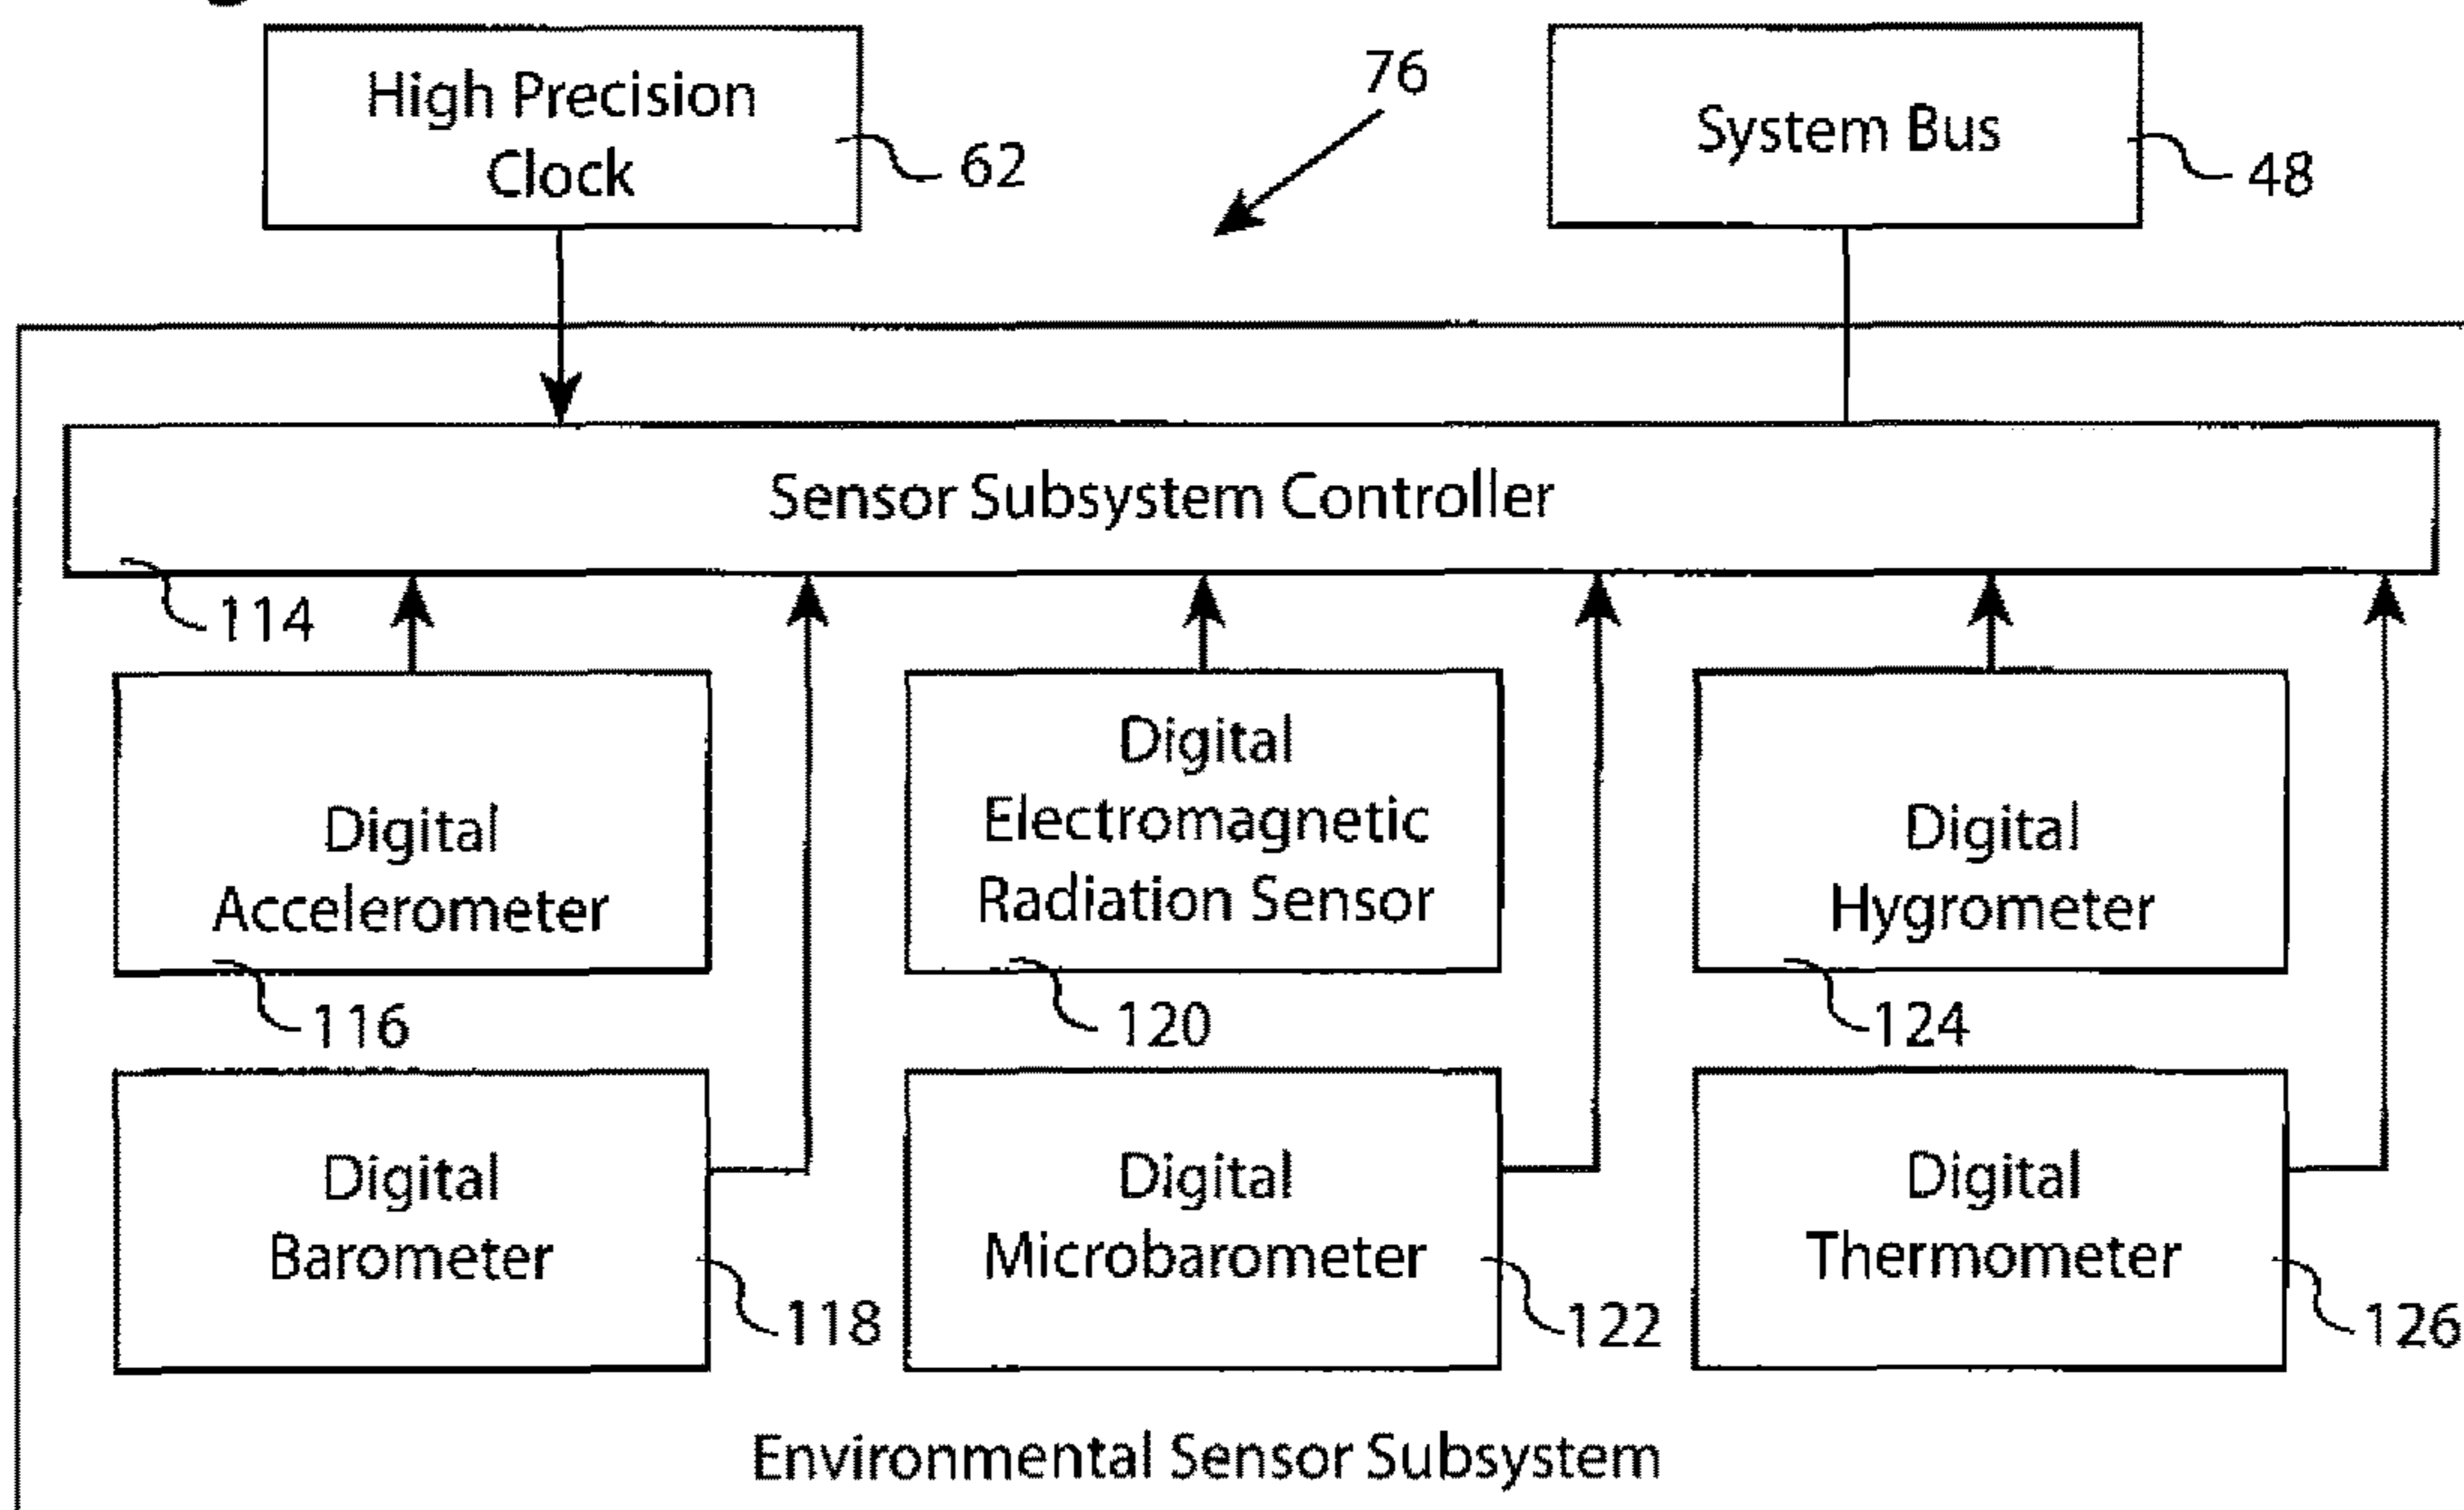 High Precision
Clock
62
76
System Bus
48
Sensor Subsystem Controller
114
Digital
Accelerometer
116
Digital
Electromagnetic
Radiation Sensor
120
Digital
Hygrometer
124
Digital
Barometer
118
Digital
Microbarometer
122
Digital
Thermometer
126
Environmental Sensor Subsystem